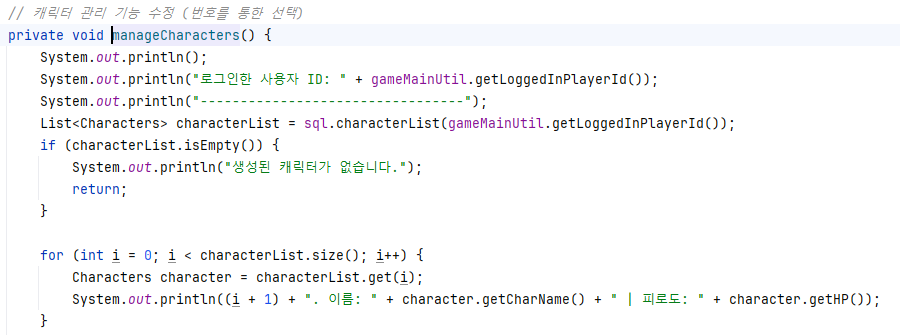 // 캐릭터 관리 기능 수정 (번호를 통한 선택)
private void manageCharacters() {
    System.out.println();
    System.out.println("로그인한 사용자 ID: " + gameMainUtil.getLoggedInPlayerId());
    System.out.println("---------------------------------");
    List<Characters> characterList = sql.characterList(gameMainUtil.getLoggedInPlayerId());
    if (characterList.isEmpty()) {
        System.out.println("생성된 캐릭터가 없습니다.");
        return;
    }

    for (int i = 0; i < characterList.size(); i++) {
        Characters character = characterList.get(i);
        System.out.println((i + 1) + ". 이름: " + character.getCharName() + " | 피로도: " + character.getHP());
    }